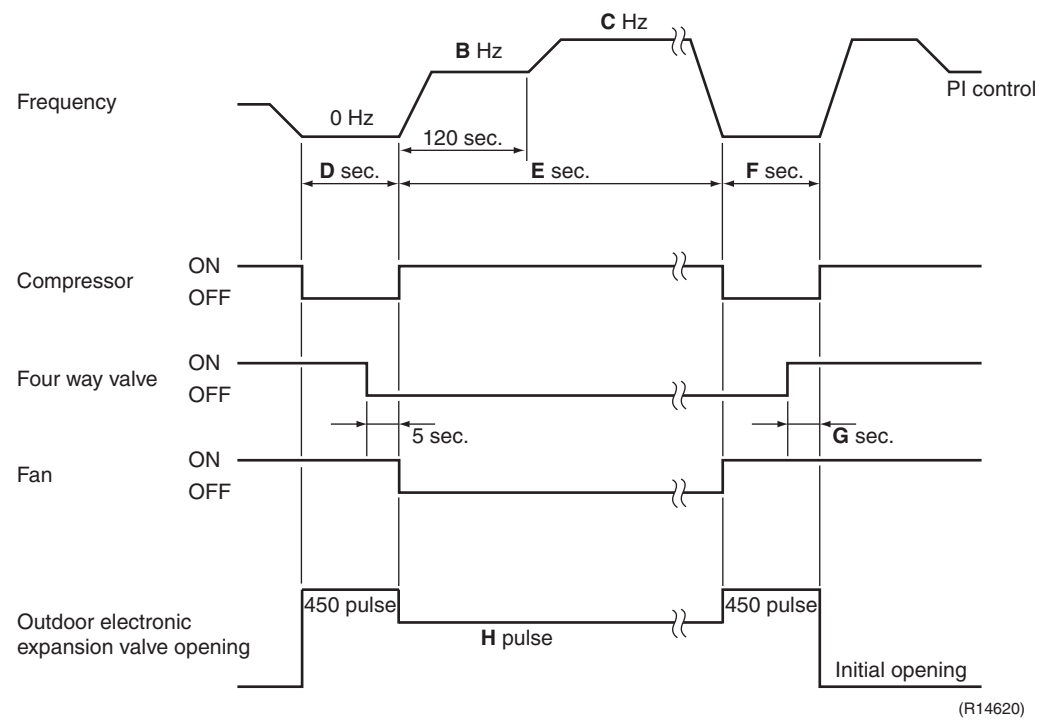 C Hz
B Hz
Frequency
PI control
0 Hz
120 sec.
D sec.
E sec.
F sec.
Compressor
ON
OFF
Four way valve
ON
OFF
5 sec.
G sec.
Fan
ON
OFF
Outdoor electronic
expansion valve opening
450 pulse
H pulse
450 pulse
Initial opening
(R14620)